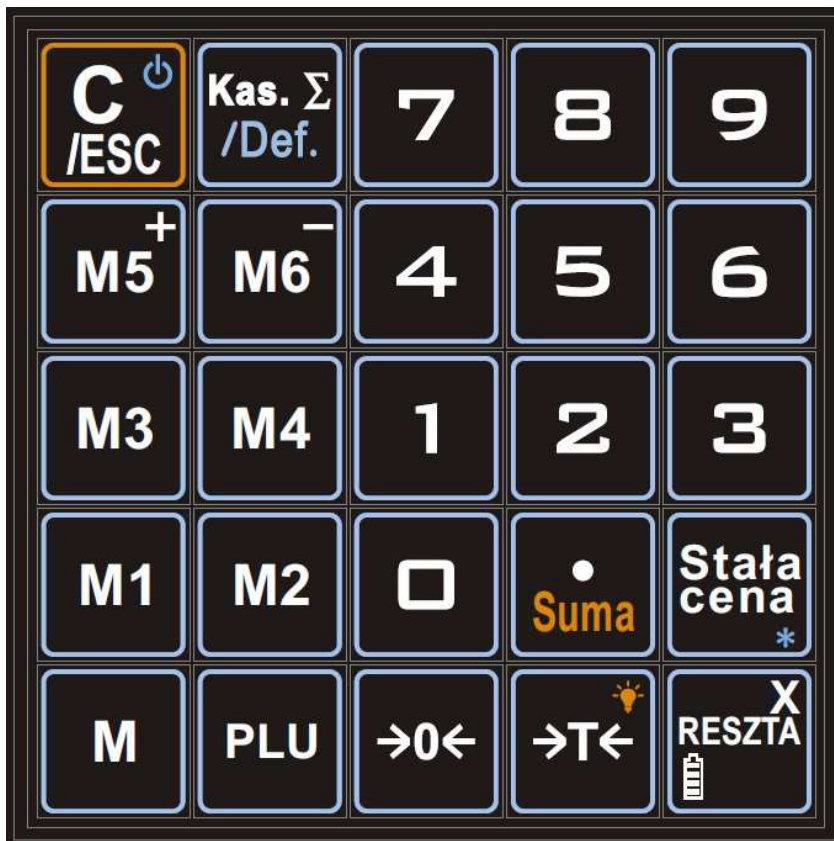 C
/ESC
Kas. Σ
/Def.
7
8
9
M5 +
M6 −
4
5
6
M3
M4
1
2
3
M1
M2
0
•
Suma
Stała
cena
*
M
PLU
→0←
→T←
X
RESZTA